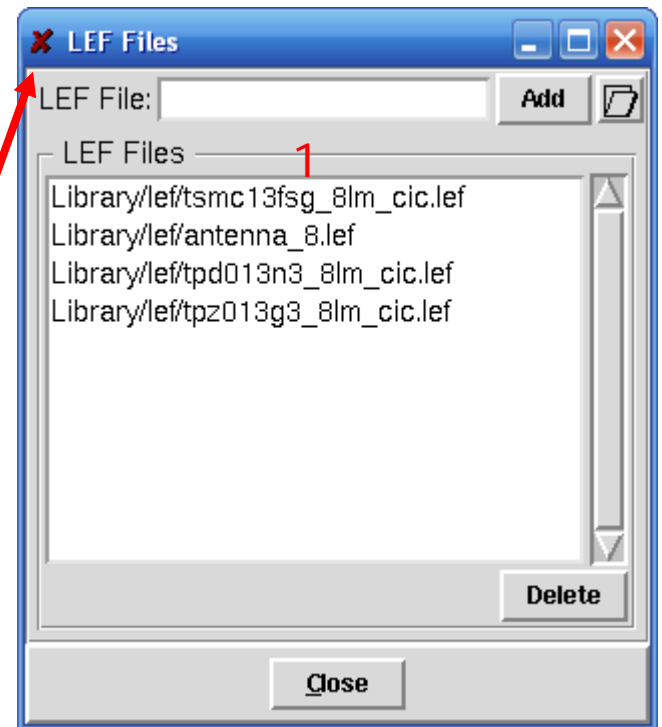 LEF Files
LEF File: Add
LEF Files
1
Library/lef/tsmc13fsg_8lm_cic.lef
Library/lef/antenna_8.lef
Library/lef/tpd013n3_8lm_cic.lef
Library/lef/tpz013g3_8lm_cic.lef
Delete
Close